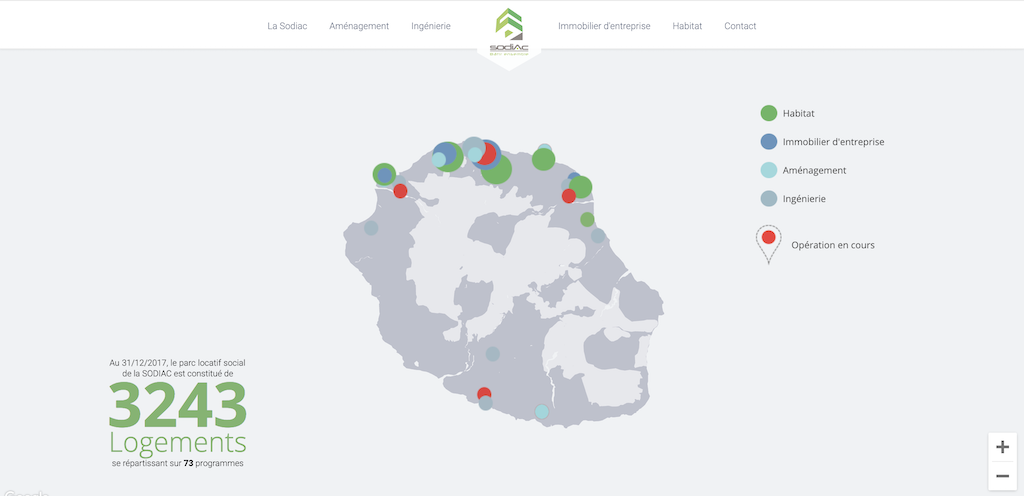 La Sodiac Aménagement Ingénierie
sodiAc
Immobilier d'entreprise Habitat Contact
Habitat
Immobilier d'entreprise
Aménagement
Ingénierie
Opération en cours
Au 31/12/2017, le parc locatif social
de la SODIAC est constitué de
3243
Logements
se répartissant sur 73 programmes